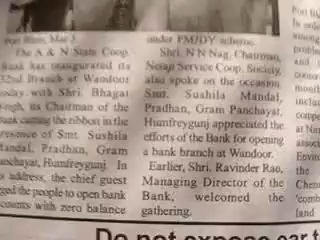 Port Blair, Mar 3
The A & N State Coop.
Bank has inaugurated its
32nd Branch at Wandoor
today with Shri. Bhagat
Singh, its Chairman of the
Bank cutting the ribbon in the
presence of Smt. Sushila
Mandal, Pradhan, Gram
Panchayat, Humfreygunj. In
address, the chief guest
urged the people to open bank
accounts with zero balance
under PMJDY scheme.
Shri. N N Nag, Chairman,
Netaji Service Coop. Society,
also spoke on the occasion
Smt. Sushila Mandal,
Pradhan, Gram Panchayat,
Humfreygunj appreciated the
efforts of the Bank for opening
a bank branch at Wandoor.
Earlier, Shri. Ravinder Rao,
Managing Director of the
Bank, welcomed the
gathering.
Do not expose ear t